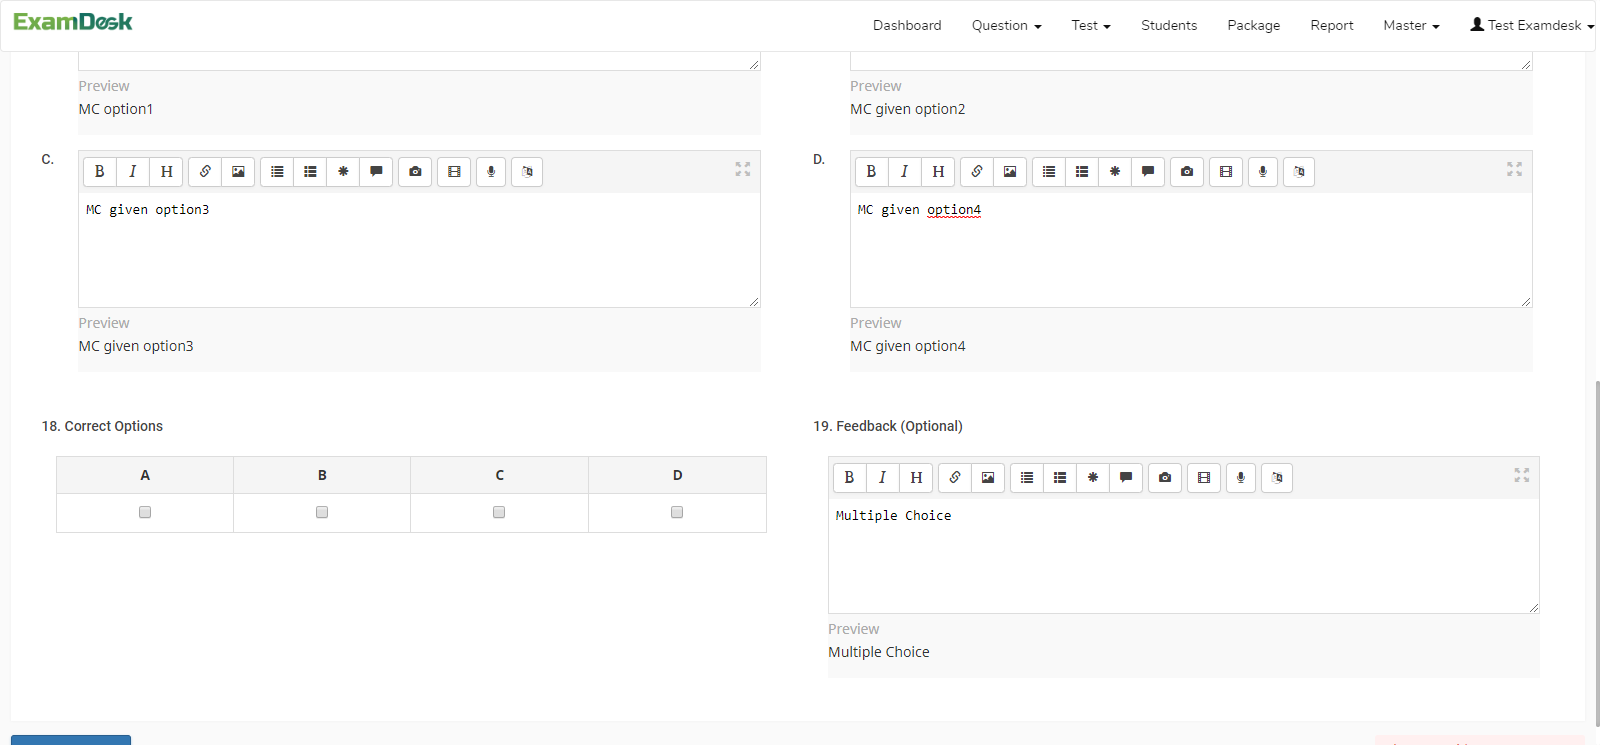 ExamDesk
Dashboard Question Test Students Package Report Master Test Examdesk
Preview
MC option1
Preview
MC given option2
C.
B I H
MC given option3
Preview
MC given option3
D.
B I H
MC given option4
Preview
MC given option4
18. Correct Options
A B C D
19. Feedback (Optional)
B I H
Multiple Choice
Preview
Multiple Choice